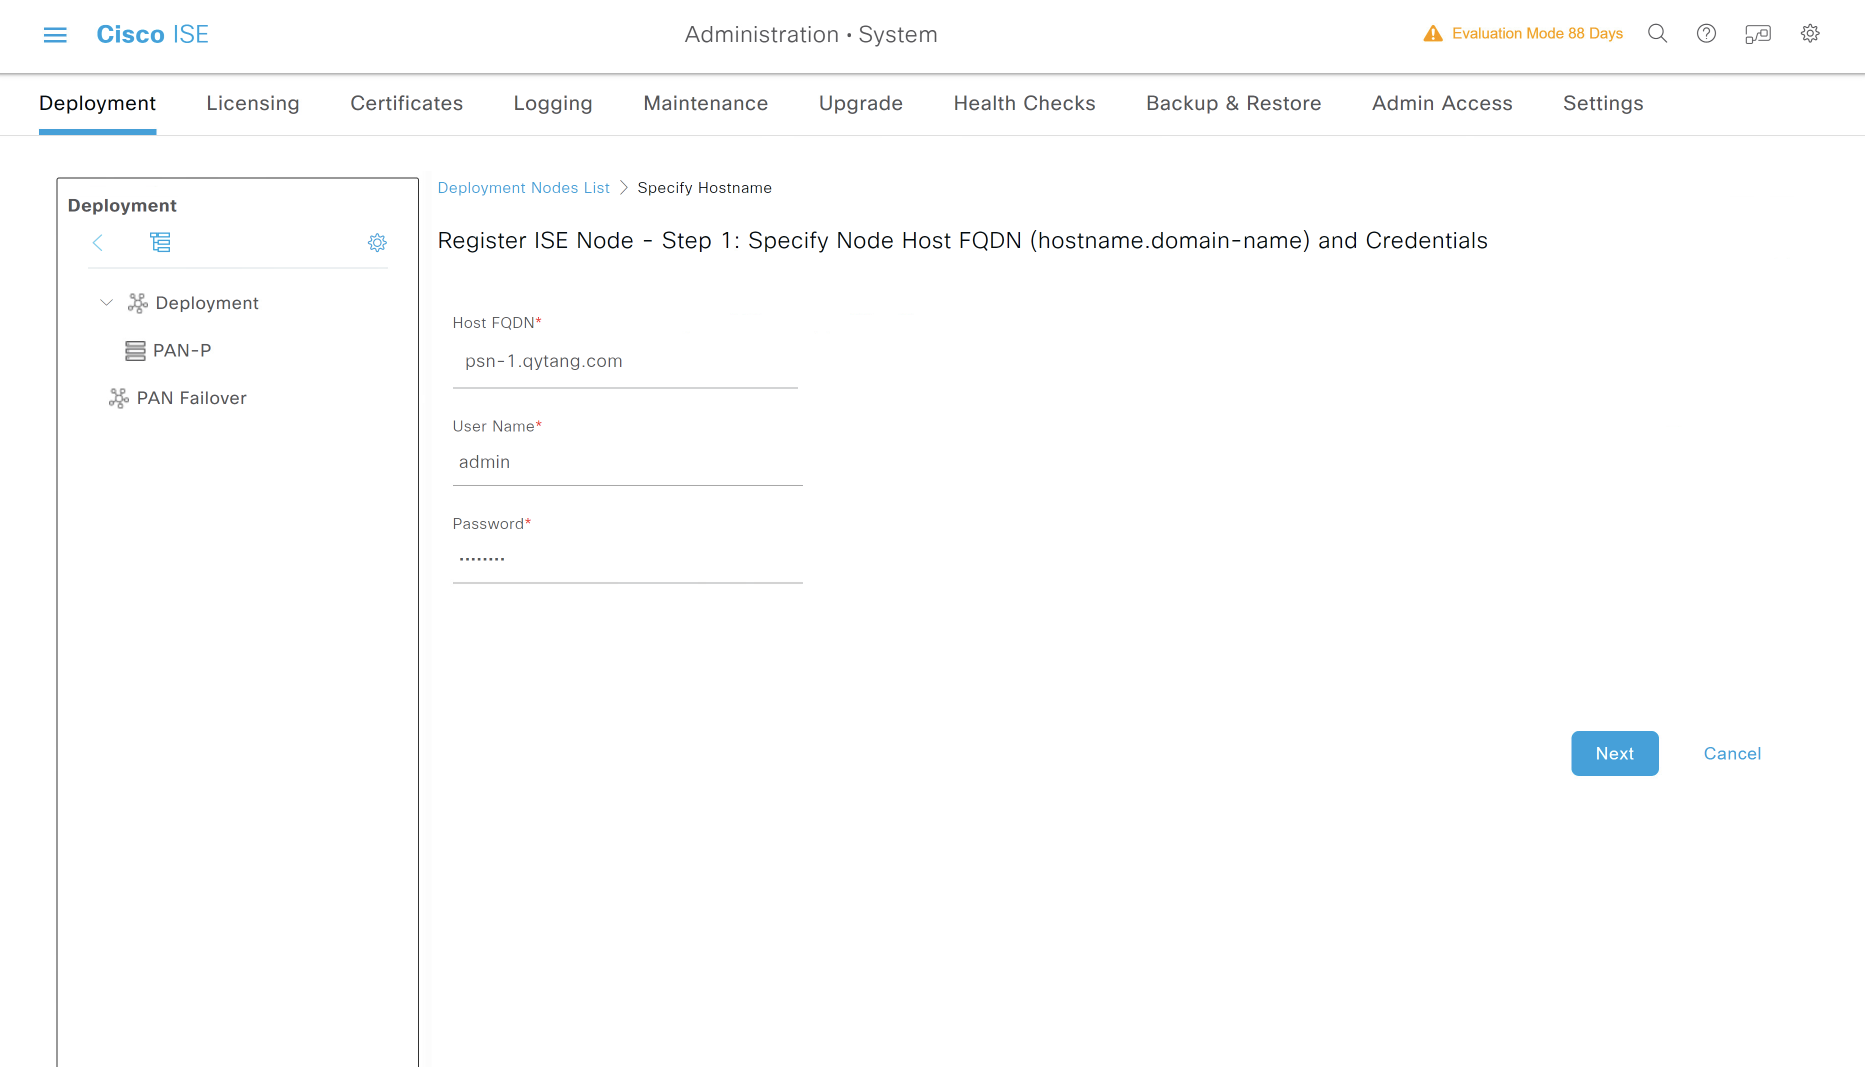 Cisco ISE
Administration • System
Evaluation Mode 88 Days
Deployment Licensing Certificates Logging Maintenance Upgrade Health Checks Backup & Restore Admin Access Settings
Deployment
Deployment
PAN-P
PAN Failover
Deployment Nodes List > Specify Hostname
Register ISE Node - Step 1: Specify Node Host FQDN (hostname.domain-name) and Credentials
Host FQDN*
psn-1.qytang.com
User Name*
admin
Password*
........
Next Cancel